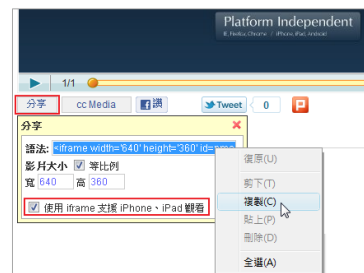 Platform Independent
IE, Firefox, Chrome / iPhone, iPad, Android
1/1
分享 cc Media 讚 Tweet 0
分享
語法: <iframe width='640' height='360' id=
影片大小 等比例
寬 640 高 360
使用 iframe 支援 iPhone、iPad 觀看
復原(U)
剪下(T)
複製(C)
貼上(P)
刪除(D)
全選(A)